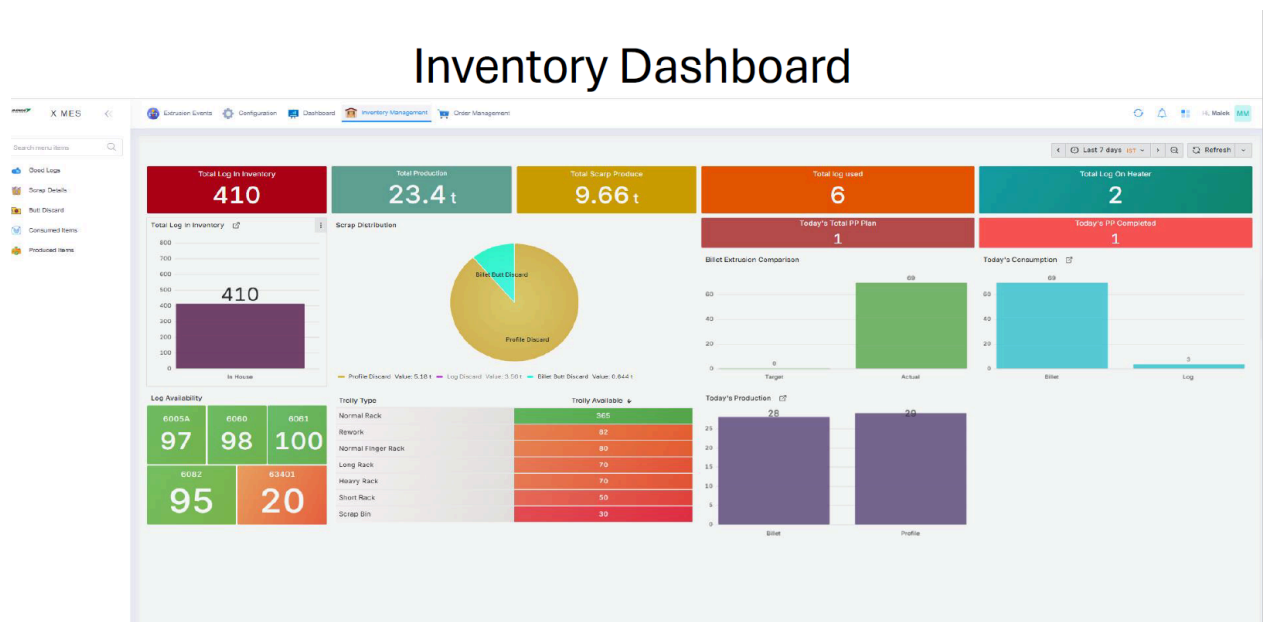 Inventory Dashboard
X MES
Extrusion Events
Configuration
Dashboard
Inventory Management
Order Management
Hi, Malek
MM
Search menu items
Good Logs
Scrap Details
Butt Discard
Consumed Items
Produced Items
Last 7 days IST
Refresh
Total Log In Inventory
410
Total Production
23.4 t
Total Scarp Produce
9.66 t
Total log used
6
Total Log On Heater
2
Today's Total PP Plan
1
Today's PP Completed
1
Total Log In Inventory
800
700
600
500
400
300
200
100
0
410
In House
Scrap Distribution
Billet Butt Discard
Profile Discard
Profile Discard Value: 5.18 t
Log Discard Value: 3.50 t
Billet Butt Discard Value: 0.644 t
Billet Extrusion Comparison
60
40
20
0
0
69
Target
Actual
Today's Consumption
60
40
20
0
69
3
Billet
Log
Log Availability
6005A
97
6060
98
6061
100
6082
95
63401
20
Trolly Type
Trolly Available
Normal Rack 365
Rework 82
Normal Finger Rack 80
Long Rack 70
Heavy Rack 70
Short Rack 50
Scrap Bin 30
Today's Production
25
20
15
10
5
0
28
29
Billet
Profile